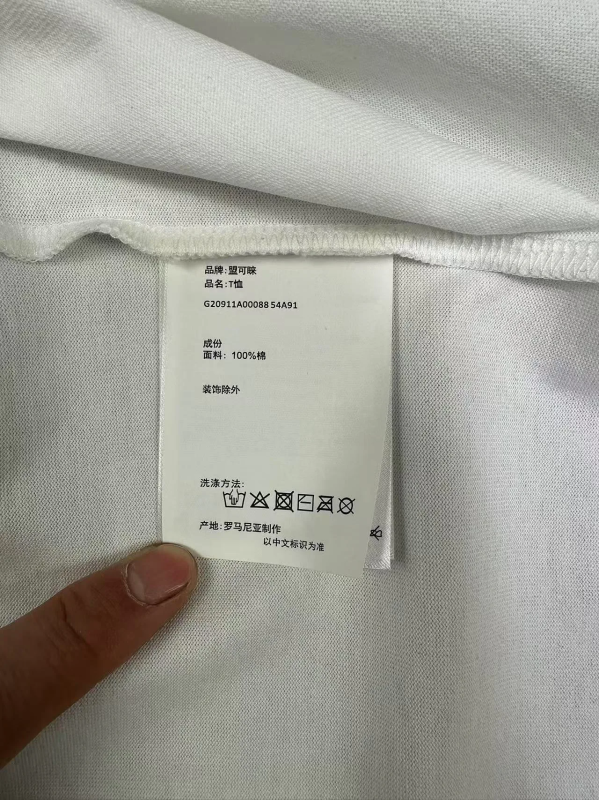 品牌:盟可睐
品名:T恤
G20911A00088 54A91
成份
面料: 100%棉
装饰除外
洗涤方法:
产地: 罗马尼亚制作
以中文标识为准